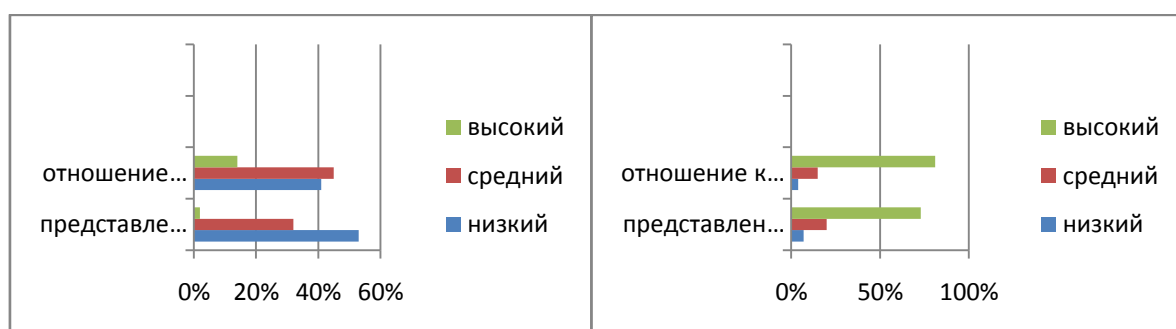 высокий
отношение...
средний
представле...
низкий
0% 20% 40% 60%
высокий
отношение к...
средний
представлен...
низкий
0% 50% 100%